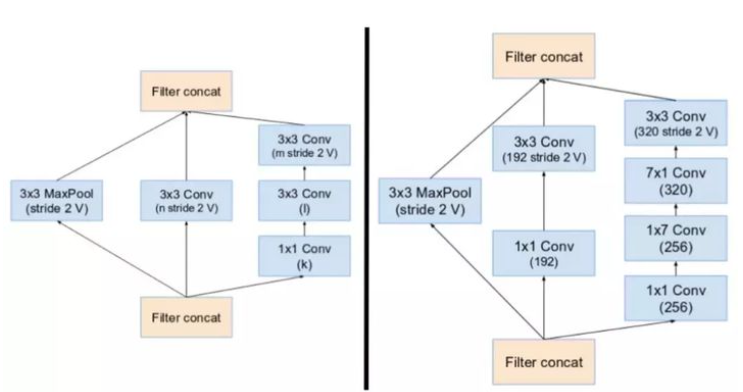 Filter concat
3x3 Conv
(m stride 2 V)
3x3 MaxPool
(stride 2 V)
3x3 Conv
(n stride 2 V)
3x3 Conv
(l)
1x1 Conv
(k)
Filter concat
Filter concat
3x3 Conv
(320 stride 2 V)
3x3 Conv
(192 stride 2 V)
7x1 Conv
(320)
3x3 MaxPool
(stride 2 V)
1x7 Conv
(256)
1x1 Conv
(192)
1x1 Conv
(256)
Filter concat